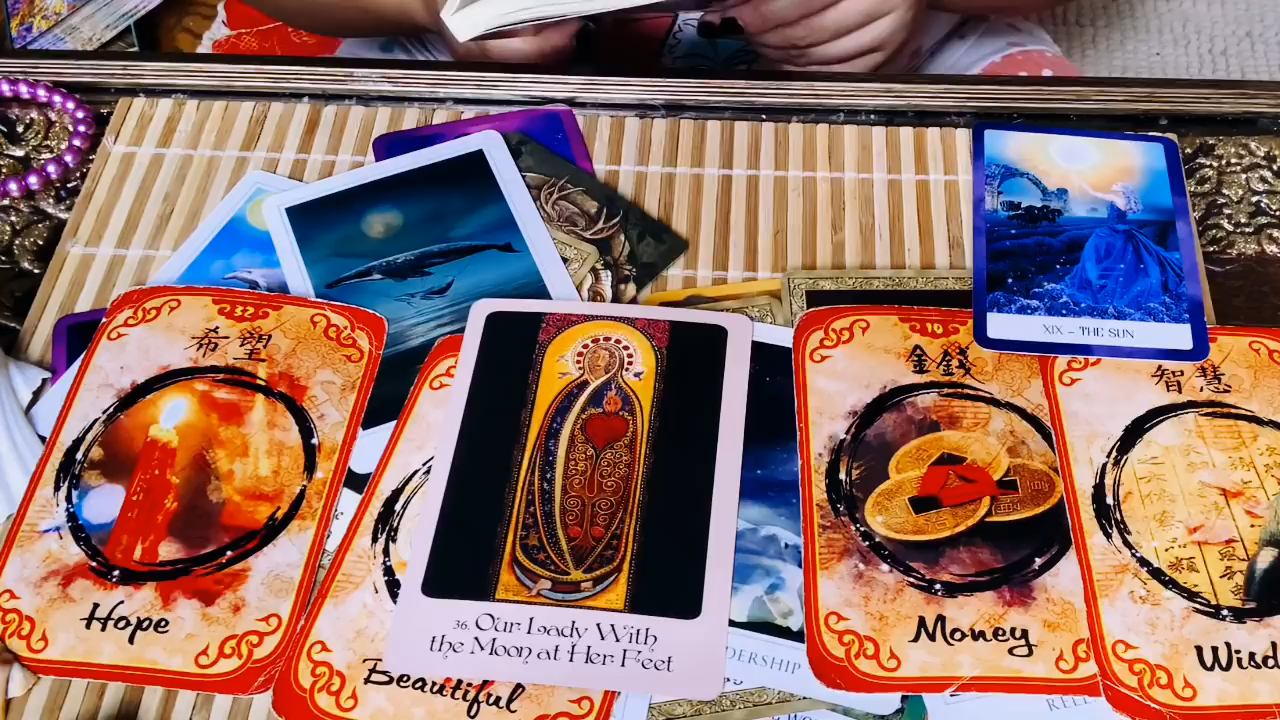 XIX – THE SUN
32
希望
Hope
Beautiful
36. Our Lady With
the Moon at Her Feet
DERSHIP
10
金錢
Money
智慧
Wisd